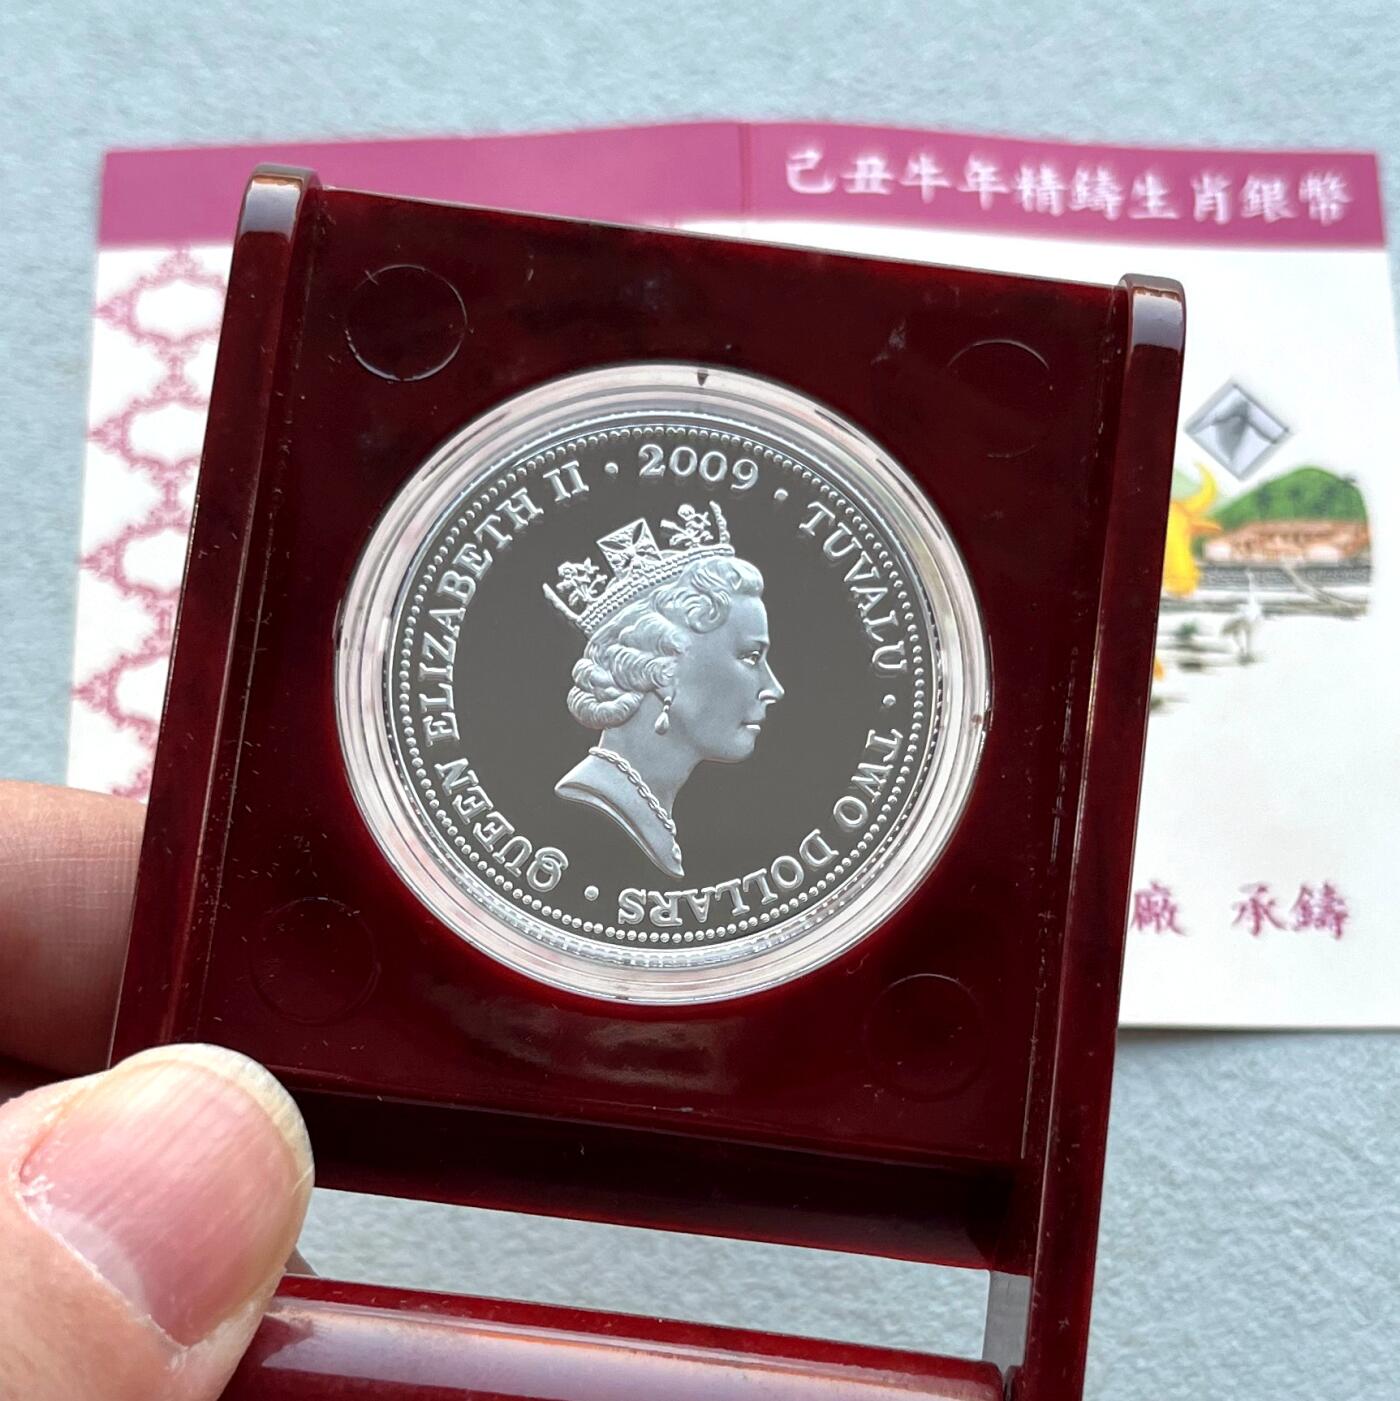 己丑牛年精鑄生肖銀幣
QUEEN ELIZABETH II · 2009 · TUVALU · TWO DOLLARS ·
廠 承鑄